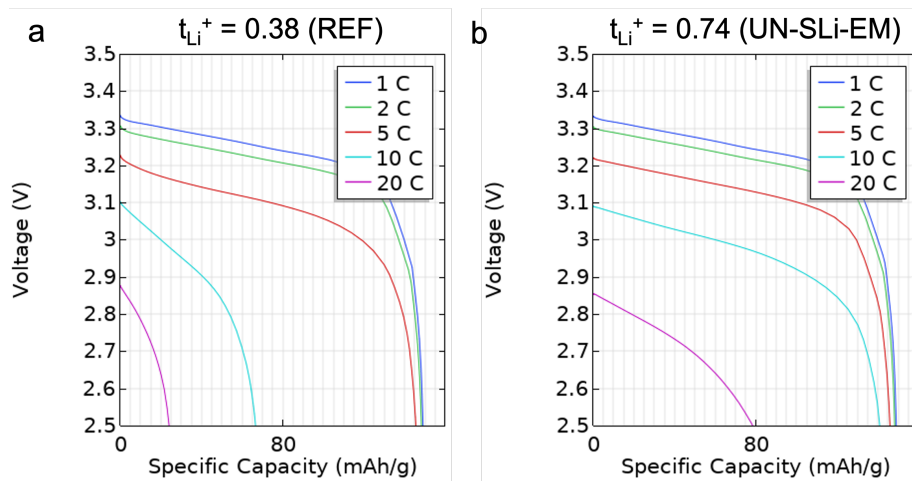 a
t_Li^+ = 0.38 (REF)
3.5
3.4
3.3
3.2
3.1
3
2.9
2.8
2.7
2.6
2.5
Voltage (V)
1 C
2 C
5 C
10 C
20 C
0
80
Specific Capacity (mAh/g)
b
t_Li^+ = 0.74 (UN-SLi-EM)
3.5
3.4
3.3
3.2
3.1
3
2.9
2.8
2.7
2.6
2.5
Voltage (V)
1 C
2 C
5 C
10 C
20 C
0
80
Specific Capacity (mAh/g)